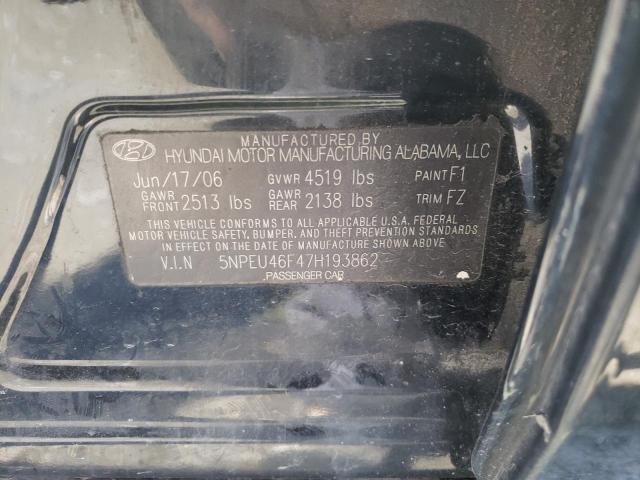 MANUFACTURED BY
HYUNDAI MOTOR MANUFACTURING ALABAMA, LLC
Jun/17/06 GVWR 4519 lbs PAINT F1
GAWR FRONT 2513 lbs GAWR REAR 2138 lbs TRIM FZ
THIS VEHICLE CONFORMS TO ALL APPLICABLE U.S.A. FEDERAL
MOTOR VEHICLE SAFETY, BUMPER, AND THEFT PREVENTION STANDARDS
IN EFFECT ON THE DATE OF MANUFACTURE SHOWN ABOVE
V.I.N 5NPEU46F47H193862
PASSENGER CAR